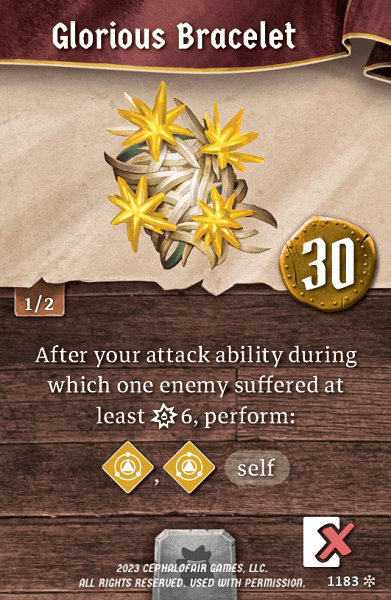 Glorious Bracelet
30
1/2
After your attack ability during
which one enemy suffered at
least 6, perform:
, self
2023 CEPHALOFAIR GAMES, LLC.
ALL RIGHTS RESERVED. USED WITH PERMISSION.
1183